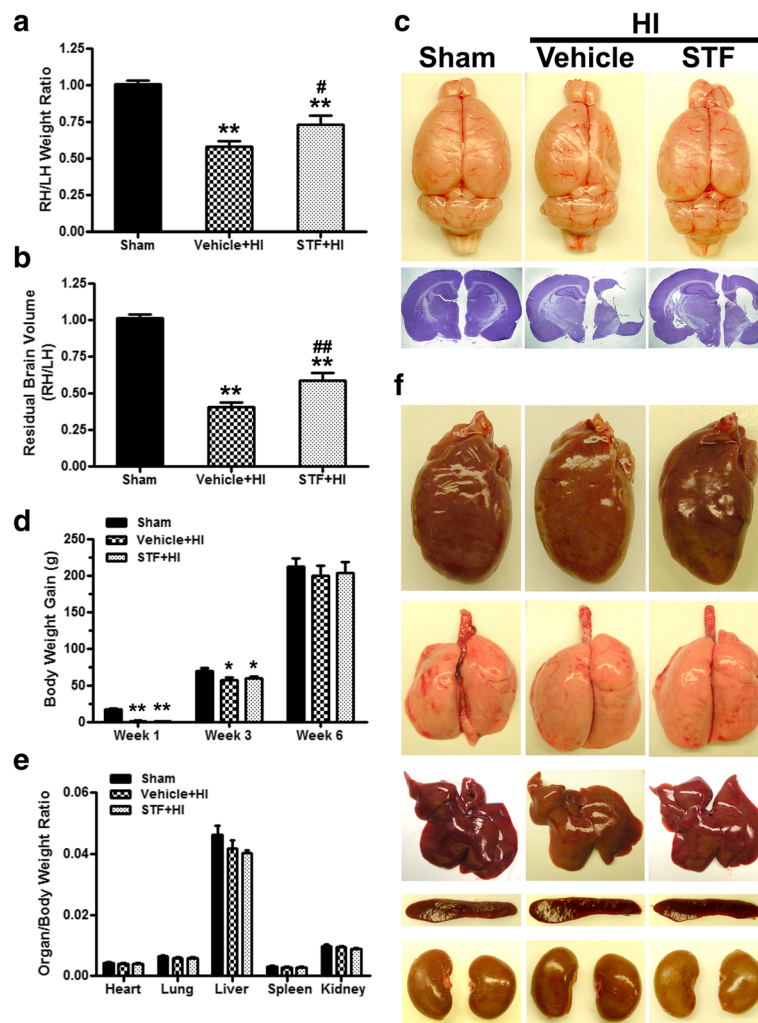 a
RH/LH Weight Ratio
1.25
1.00
0.75
0.50
0.25
0.00
**
#
**
Sham Vehicle+HI STF+HI
b
Residual Brain Volume
(RH/LH)
1.25
1.00
0.75
0.50
0.25
0.00
**
##
**
Sham Vehicle+HI STF+HI
c
HI
Sham Vehicle STF
d
Sham
Vehicle+HI
STF+HI
Body Weight Gain (g)
250
200
150
100
50
0
** **
* *
Week 1 Week 3 Week 6
e
Sham
Vehicle+HI
STF+HI
Organ/Body Weight Ratio
0.06
0.04
0.02
0.00
Heart Lung Liver Spleen Kidney
f